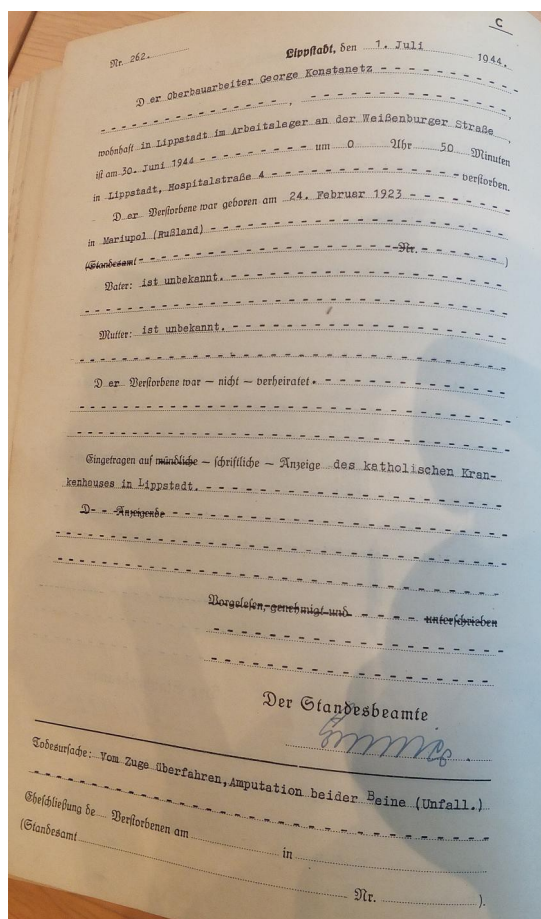 C
Nr. 262.
Lippstadt, den 1. Juli 1944.
D er Oberbauarbeiter George Konstanetz - - - - - - - - -
- - - - - - - - - - - - - , - - - - - - - - - - - - - ,
wohnhaft in Lippstadt im Arbeitslager an der Weißenburger Straße ,
ist am 30. Juni 1944 - - - - - - - - um 0 Uhr 50 Minuten
in Lippstadt, Hospitalstraße 4 - - - - - - - - - - - - - verstorben.
D er Verstorbene war geboren am 24. Februar 1923 - - - - - - -
in Mariupol (Rußland) - - - - - - - - - - - - - - - - - - -
(Standesamt - - - - - - - - - - - - - - - - Nr. - - - - - )
Vater: ist unbekannt. - - - - - - - - - - - - - - - - - -
- - - - - - - - - - - - - - - - - - - - - - - - - - -
Mutter: ist unbekannt. - - - - - - - - - - - - - - - - - -
- - - - - - - - - - - - - - - - - - - - - - - - - - -
D er Verstorbene war — nicht — verheiratet. - - - - - - - - - - - -
- - - - - - - - - - - - - - - - - - - - - - - - - - -
- - - - - - - - - - - - - - - - - - - - - - - - - - -
Eingetragen auf mündliche — schriftliche — Anzeige des katholischen Kran-
kenhauses in Lippstadt. - - - - - - - - - - - - - - - - - -
D - - Anzeigende - - - - - - - - - - - - - - - - - - - -
- - - - - - - - - - - - - - - - - - - - - - - - - - -
- - - - - - - - - - - - - - - - - - - - - - - - - - -
Vorgelesen, genehmigt und - - - - - unterschrieben
- - - - - - - - - - - - - - - - - -
- - - - - - - - - - - - - - - - - -
Der Standesbeamte
Todesursache: Vom Zuge überfahren,Amputation beider Beine (Unfall.)
- - - - - - - - - - - - - - - - - - - - - - - - - - -
Eheschließung de Verstorbenen am in
(Standesamt Nr. ).